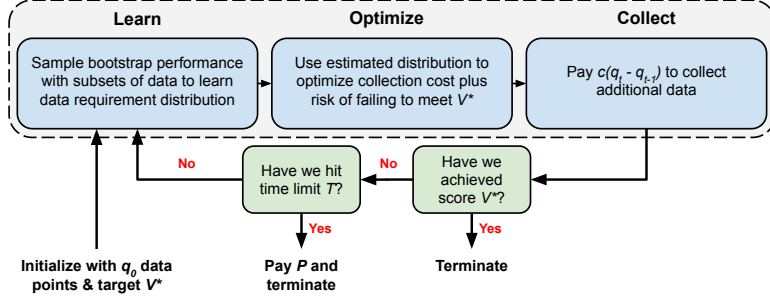 Learn
Optimize
Collect
Sample bootstrap performance
with subsets of data to learn
data requirement distribution
Use estimated distribution to
optimize collection cost plus
risk of failing to meet V*
Pay c(qₜ - qₜ₋₁) to collect
additional data
No
Have we hit
time limit T?
No
Have we
achieved
score V*?
Yes
Yes
Initialize with q₀ data
points & target V*
Pay P and
terminate
Terminate